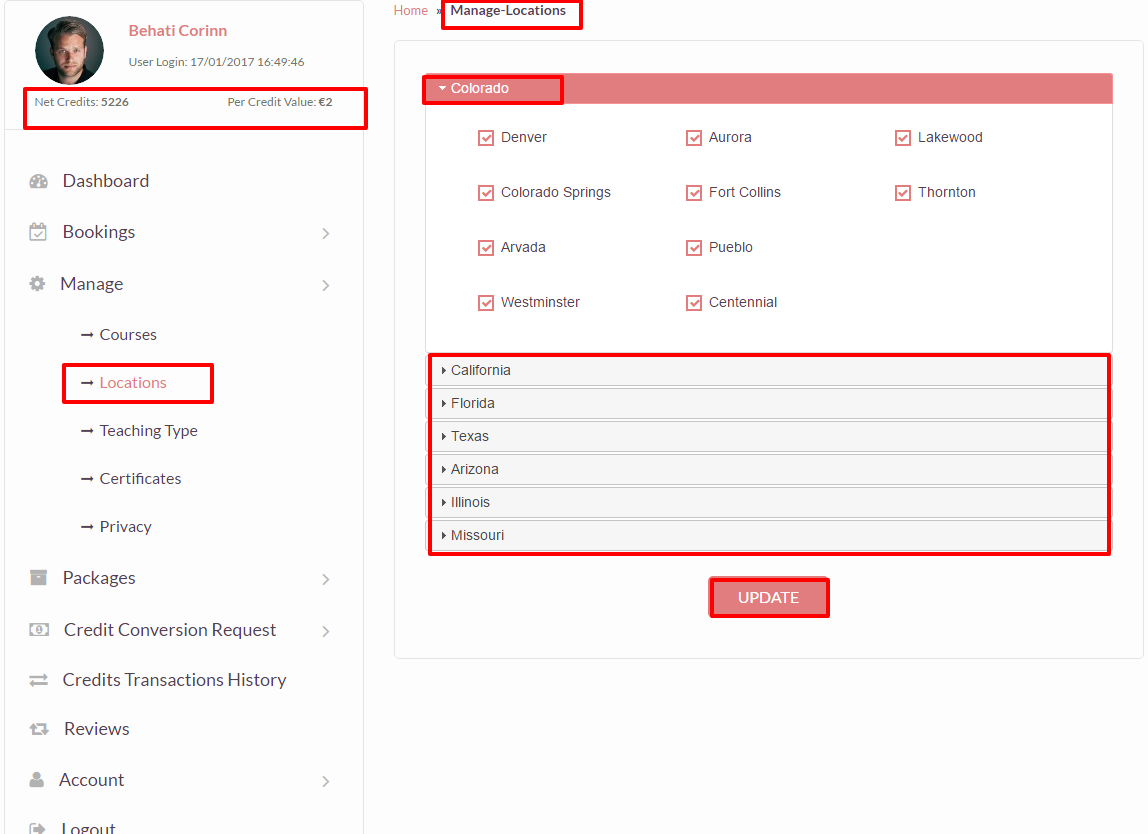 Behati Corinn
User Login: 17/01/2017 16:49:46
Net Credits: 5226 Per Credit Value: €2
Dashboard
Bookings
Manage
Courses
Locations
Teaching Type
Certificates
Privacy
Packages
Credit Conversion Request
Credits Transactions History
Reviews
Account
Logout
Home » Manage-Locations
Colorado
Denver Aurora Lakewood
Colorado Springs Fort Collins Thornton
Arvada Pueblo
Westminster Centennial
California
Florida
Texas
Arizona
Illinois
Missouri
UPDATE